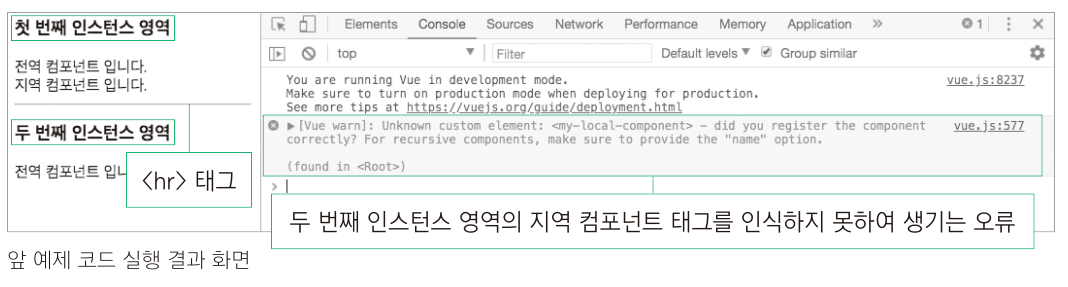 첫 번째 인스턴스 영역
전역 컴포넌트 입니다.
지역 컴포넌트 입니다.
두 번째 인스턴스 영역
전역 컴포넌트 입니
<hr> 태그
Elements Console Sources Network Performance Memory Application » 1
top ▼ Filter Default levels ▼ Group similar
You are running Vue in development mode. vue.js:8237
Make sure to turn on production mode when deploying for production.
See more tips at https://vuejs.org/guide/deployment.html
▶[Vue warn]: Unknown custom element: <my-local-component> – did you register the component vue.js:577
correctly? For recursive components, make sure to provide the "name" option.
(found in <Root>)
>
두 번째 인스턴스 영역의 지역 컴포넌트 태그를 인식하지 못하여 생기는 오류
앞 예제 코드 실행 결과 화면